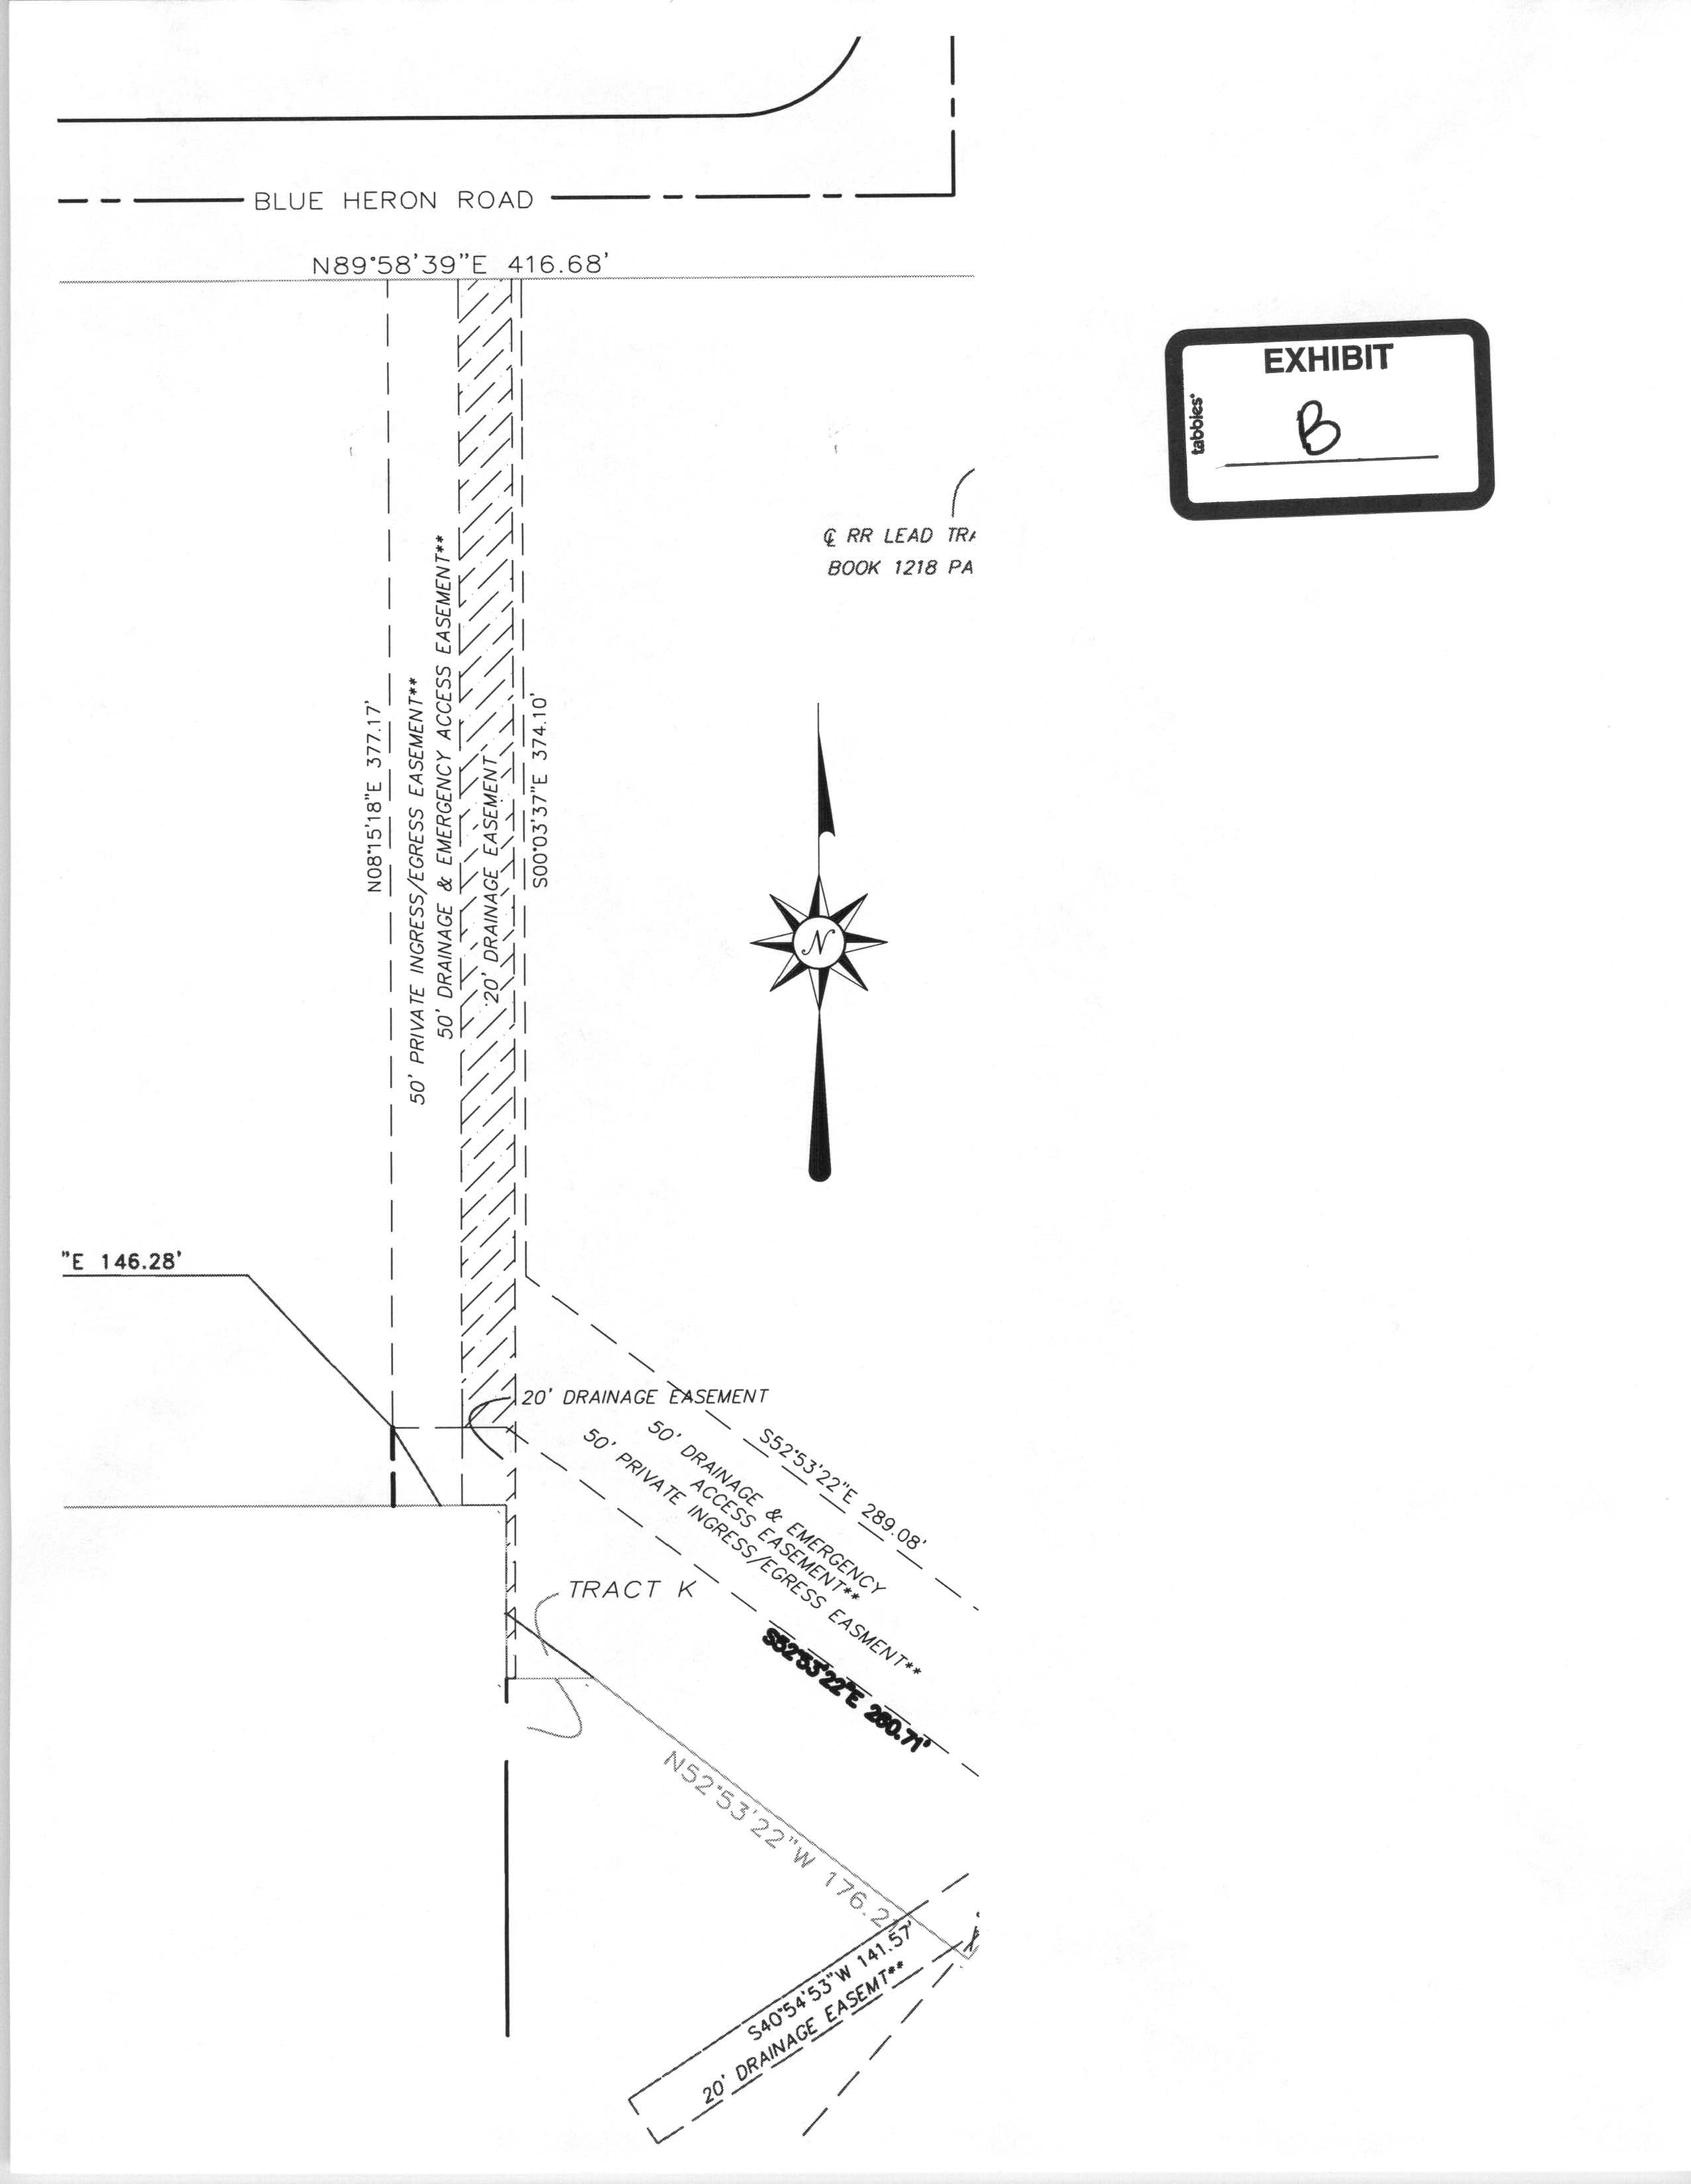 BLUE HERON ROAD
N89°58'39"E 416.68'
EXHIBIT
B
tabbies®
℄ RR LEAD TRA
BOOK 1218 PA
N08°15'18"E 377.17'
50' PRIVATE INGRESS/EGRESS EASEMENT**
50' DRAINAGE & EMERGENCY ACCESS EASEMENT**
20' DRAINAGE EASEMENT
S00°03'37"E 374.10'
N
"E 146.28'
20' DRAINAGE EASEMENT
S52°53'22"E 289.08'
50' DRAINAGE & EMERGENCY
ACCESS EASEMENT**
50' PRIVATE INGRESS/EGRESS EASMENT**
TRACT K
S52°53'22"E 260.71'
N52°53'22"W 176.2
S40°54'53"W 141.57'
20' DRAINAGE EASEMT**